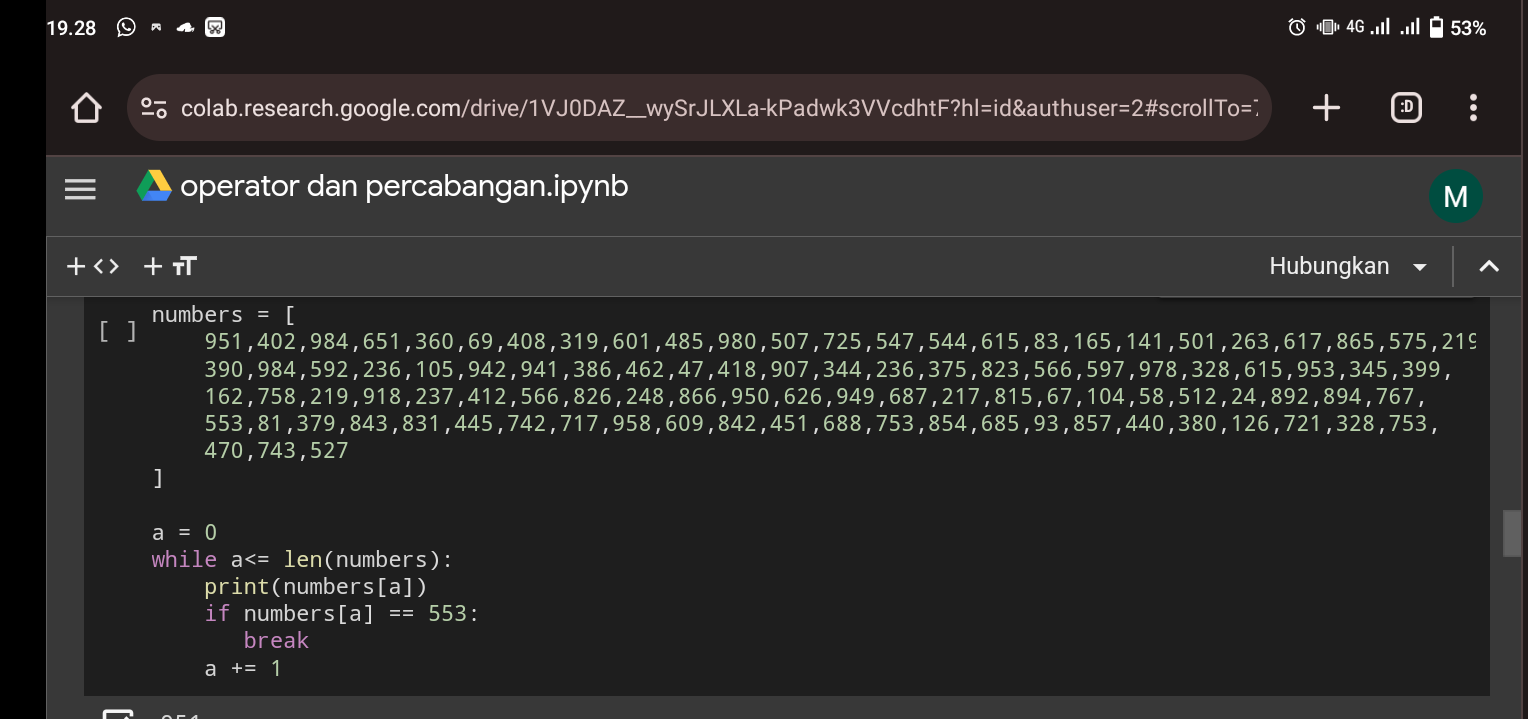 19.28 4G 53%
colab.research.google.com/drive/1VJ0DAZ__wySrJLXLa-kPadwk3VVcdhtF?hl=id&authuser=2#scrollTo= :D
operator dan percabangan.ipynb M
+<> +TT Hubungkan
[ ] numbers = [
951,402,984,651,360,69,408,319,601,485,980,507,725,547,544,615,83,165,141,501,263,617,865,575,219
390,984,592,236,105,942,941,386,462,47,418,907,344,236,375,823,566,597,978,328,615,953,345,399,
162,758,219,918,237,412,566,826,248,866,950,626,949,687,217,815,67,104,58,512,24,892,894,767,
553,81,379,843,831,445,742,717,958,609,842,451,688,753,854,685,93,857,440,380,126,721,328,753,
470,743,527
]
a = 0
while a<= len(numbers):
print(numbers[a])
if numbers[a] == 553:
break
a += 1